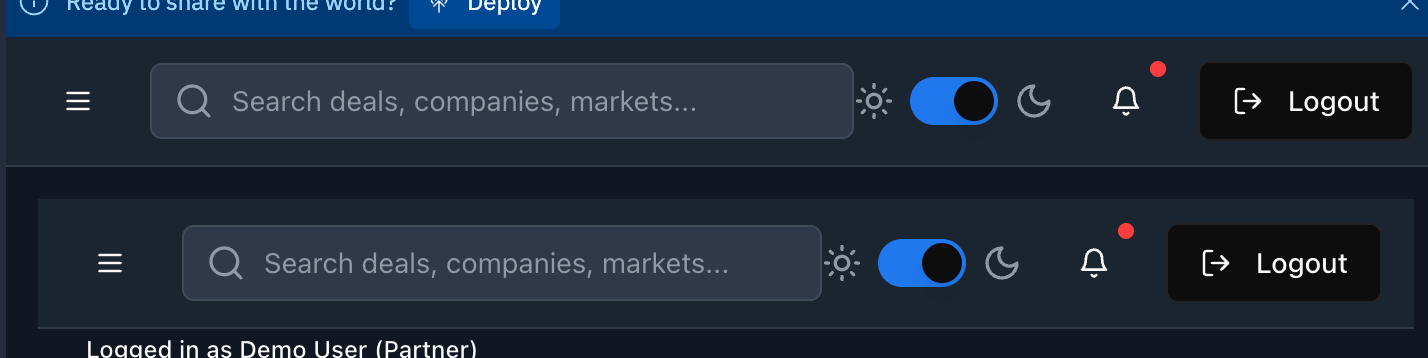 Ready to share with the world? Deploy
Search deals, companies, markets... Logout
Search deals, companies, markets... Logout
Logged in as Demo User (Partner)